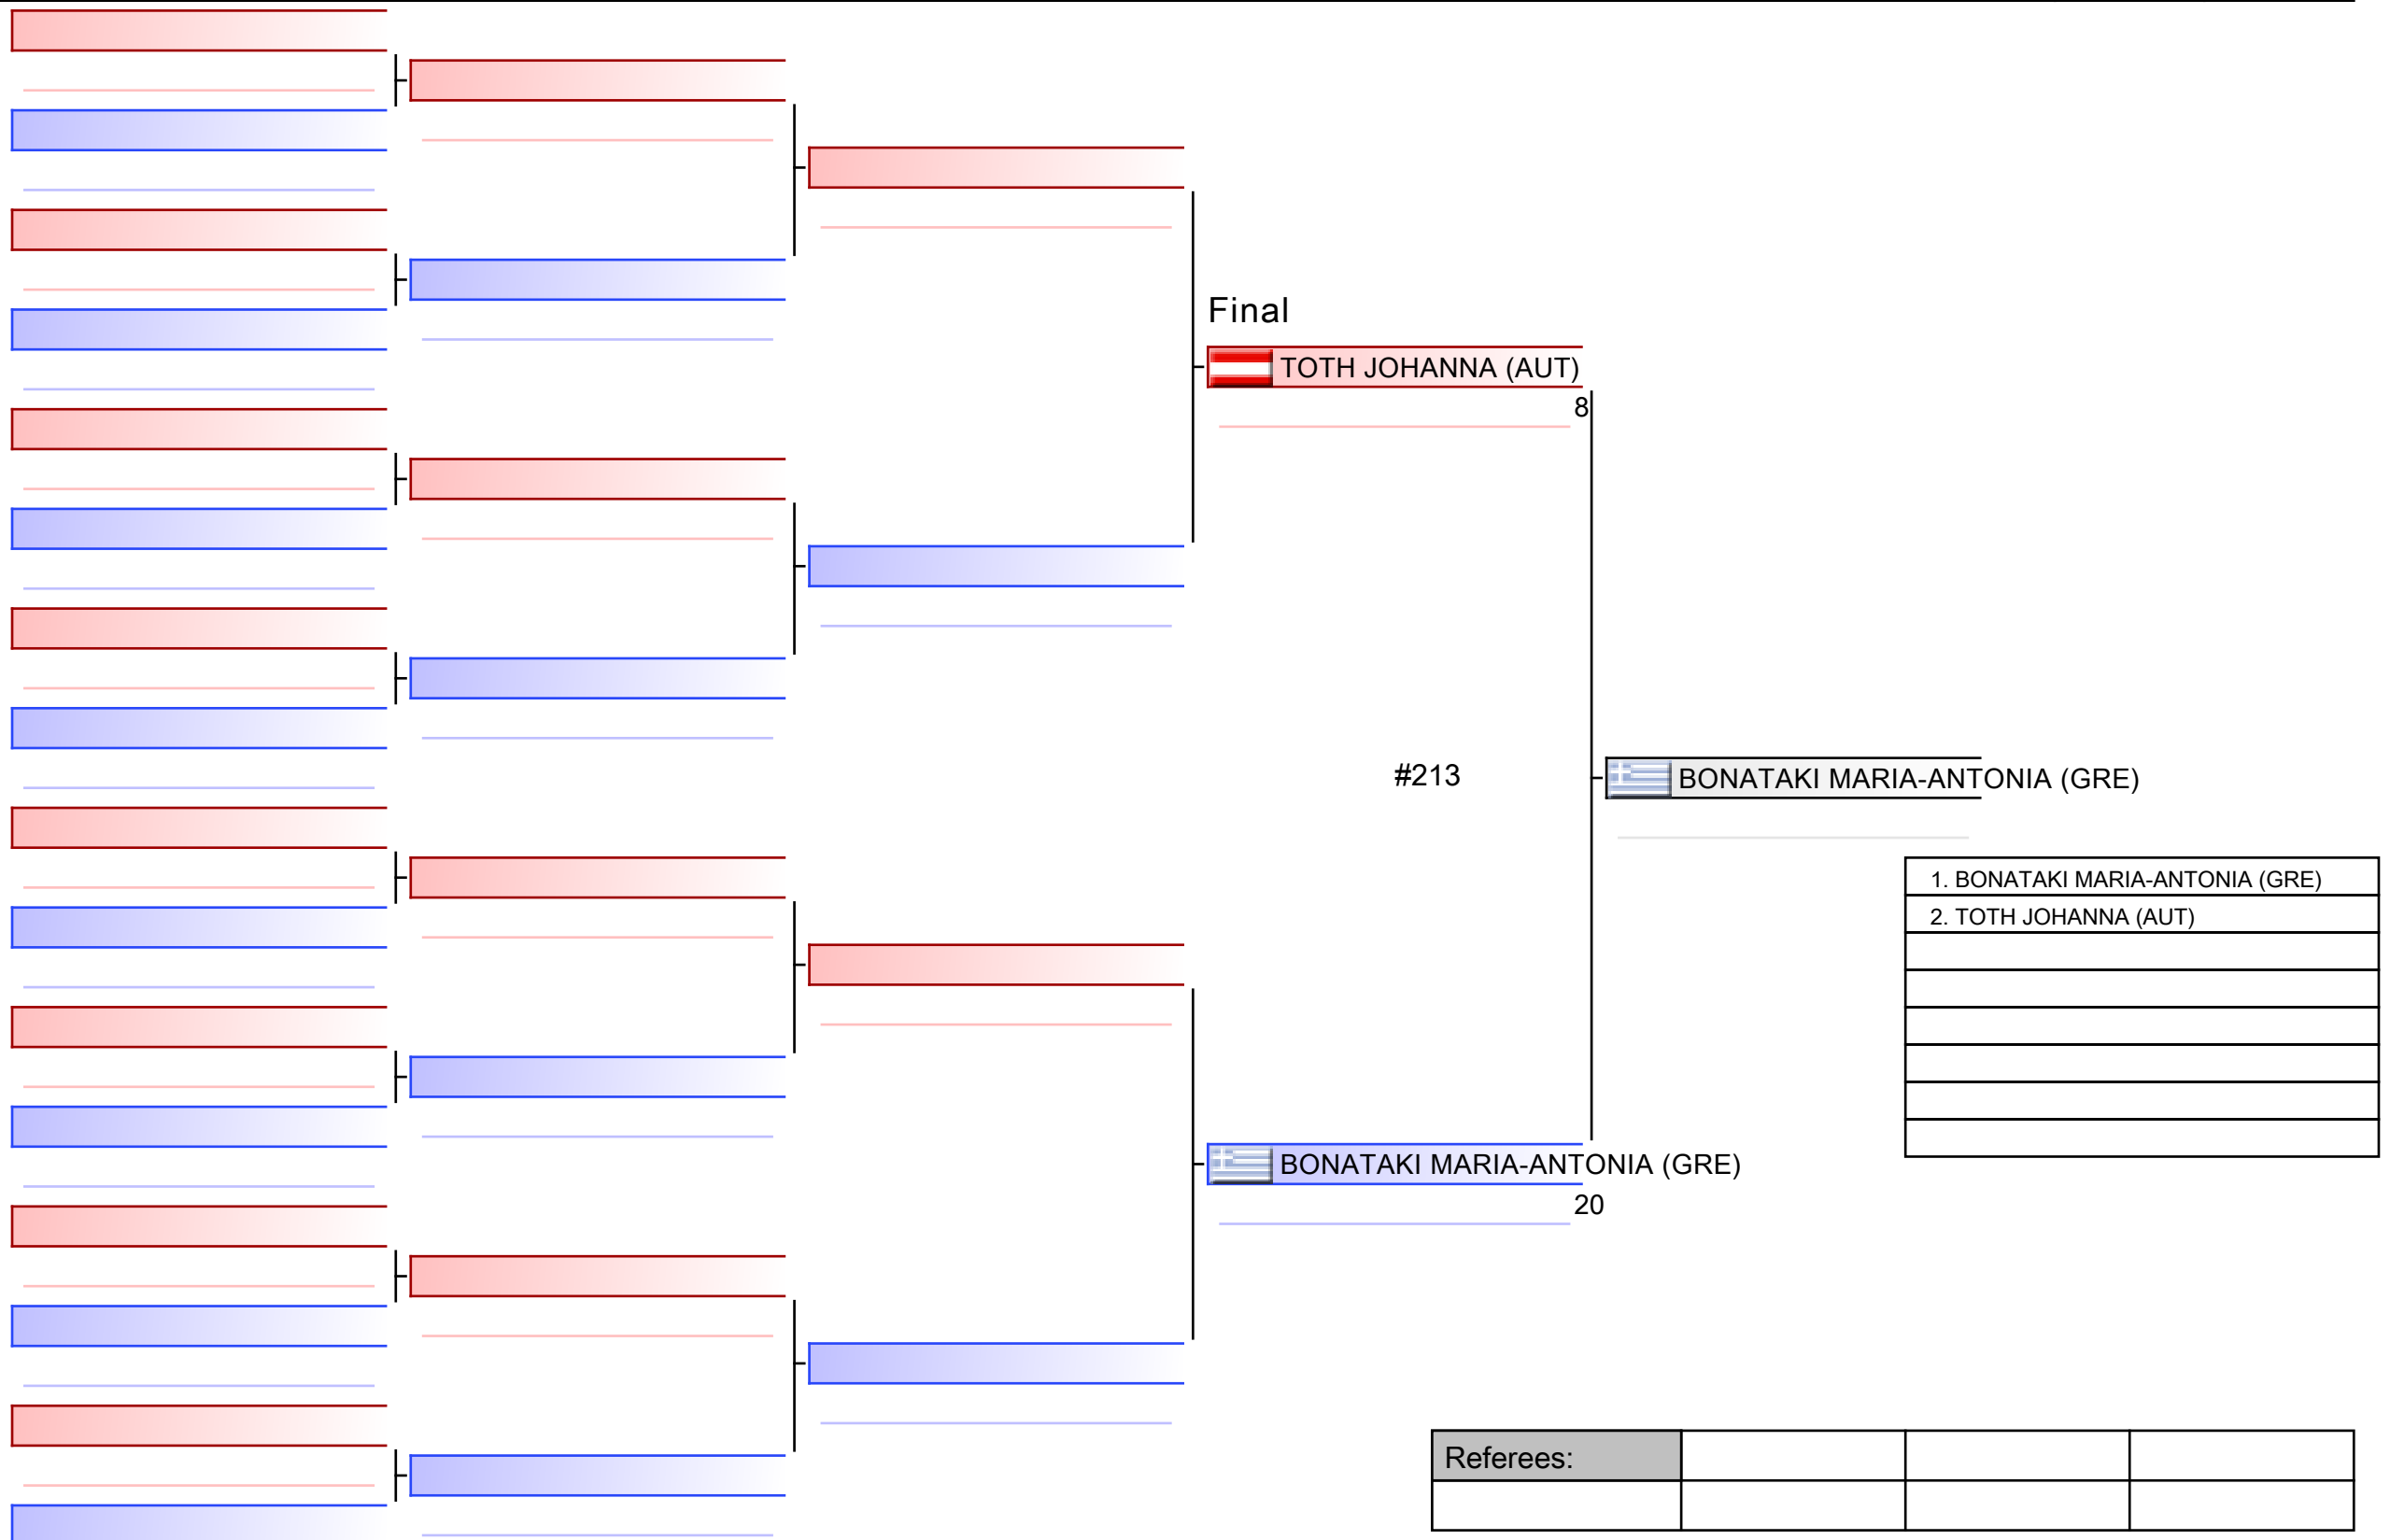 Final
TOTH JOHANNA (AUT)
8
#213
BONATAKI MARIA-ANTONIA (GRE)
1. BONATAKI MARIA-ANTONIA (GRE)
2. TOTH JOHANNA (AUT)
BONATAKI MARIA-ANTONIA (GRE)
20
Referees: